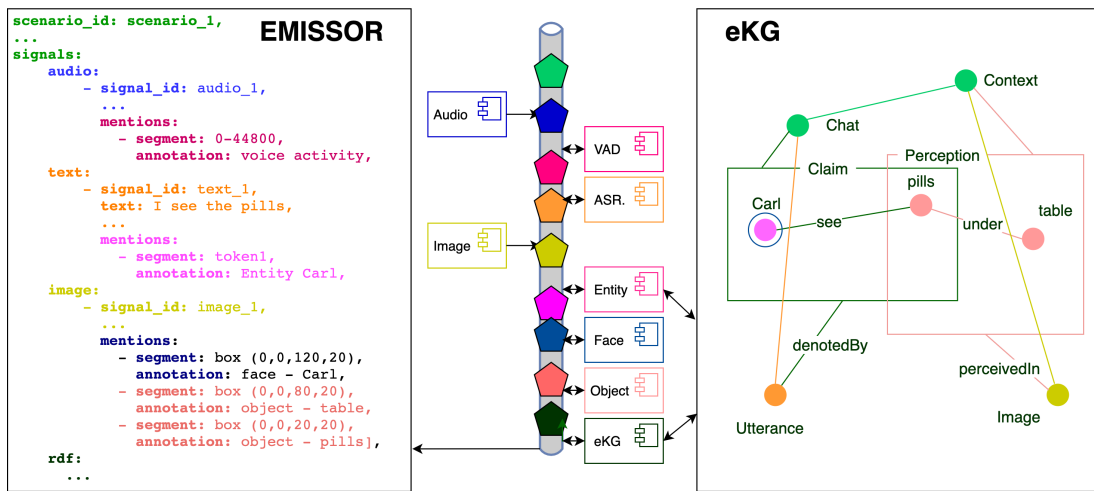 EMISSOR
scenario_id: scenario_1,
...
signals:
audio:
- signal_id: audio_1,
...
mentions:
- segment: 0-44800,
annotation: voice activity,
text:
- signal_id: text_1,
text: I see the pills,
...
mentions:
- segment: token1,
annotation: Entity Carl,
image:
- signal_id: image_1,
...
mentions:
- segment: box (0,0,120,20),
annotation: face - Carl,
- segment: box (0,0,80,20),
annotation: object - table,
- segment: box (0,0,20,20),
annotation: object - pills],
rdf:
...
Audio
VAD
ASR.
Image
Entity
Face
Object
eKG
eKG
Context
Chat
Claim
Perception
pills
Carl
table
see
under
denotedBy
perceivedIn
Image
Utterance